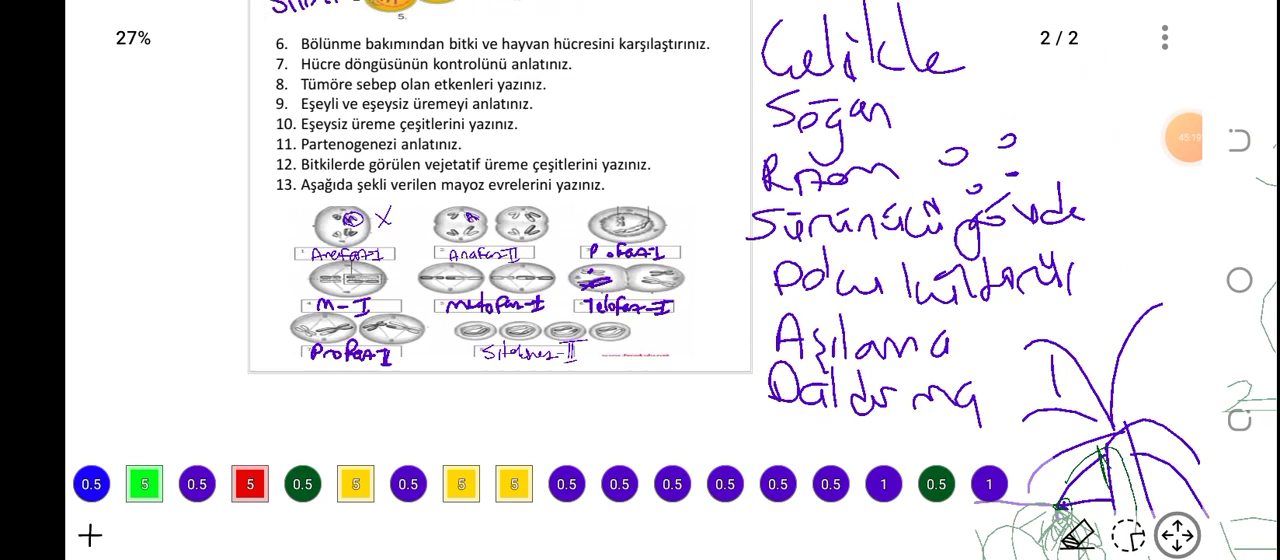 27%
2 / 2
45:19
5.
6. Bölünme bakımından bitki ve hayvan hücresini karşılaştırınız.
7. Hücre döngüsünün kontrolünü anlatınız.
8. Tümöre sebep olan etkenleri yazınız.
9. Eşeyli ve eşeysiz üremeyi anlatınız.
10. Eşeysiz üreme çeşitlerini yazınız.
11. Partenogenezi anlatınız.
12. Bitkilerde görülen vejetatif üreme çeşitlerini yazınız.
13. Aşağıda şekli verilen mayoz evrelerini yazınız.
Anafaz-I
Anafaz-II
Profaz-I
M-I
Telofaz-I
Sitokinez-II
Çelikle
Soğan
Rizom
Sürünücü gövde
Doku kültürü
Aşılama
Daldırma
0.5 5 0.5 5 0.5 5 0.5 5 5 0.5 0.5 0.5 0.5 0.5 0.5 1 0.5 1